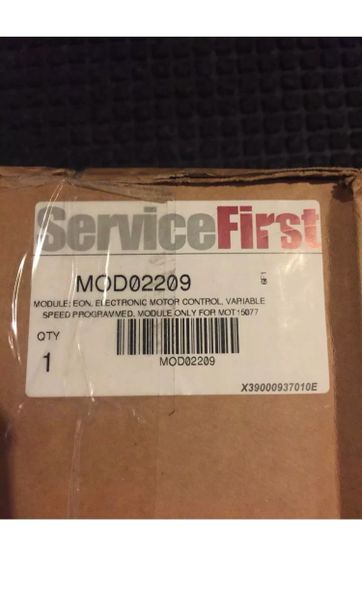 ServiceFirst
MOD02209
MODULE; EON, ELECTRONIC MOTOR CONTROL, VARIABLE
SPEED PROGRAMMED, MODULE ONLY FOR MOT15077
QTY
1
MOD02209
X39000937010E